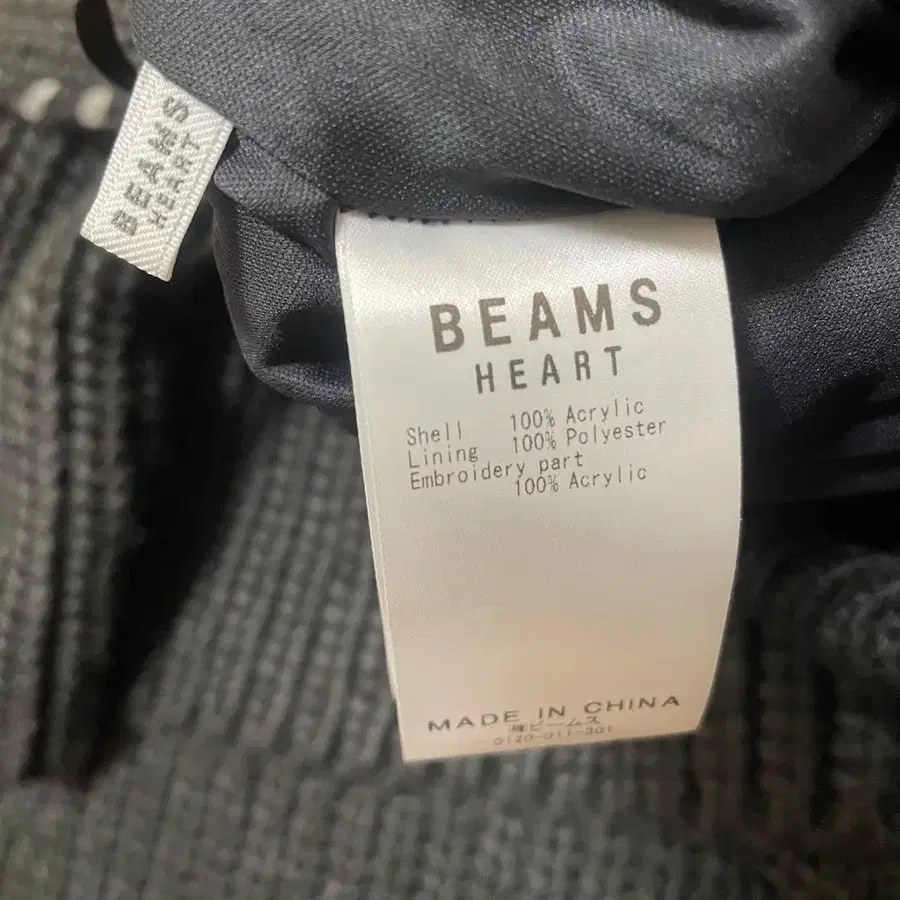 BEAMS
HEART
BEAMS
HEART
Shell 100% Acrylic
Lining 100% Polyester
Embroidery part
100% Acrylic
MADE IN CHINA
㈱ビームス
0120-011-301